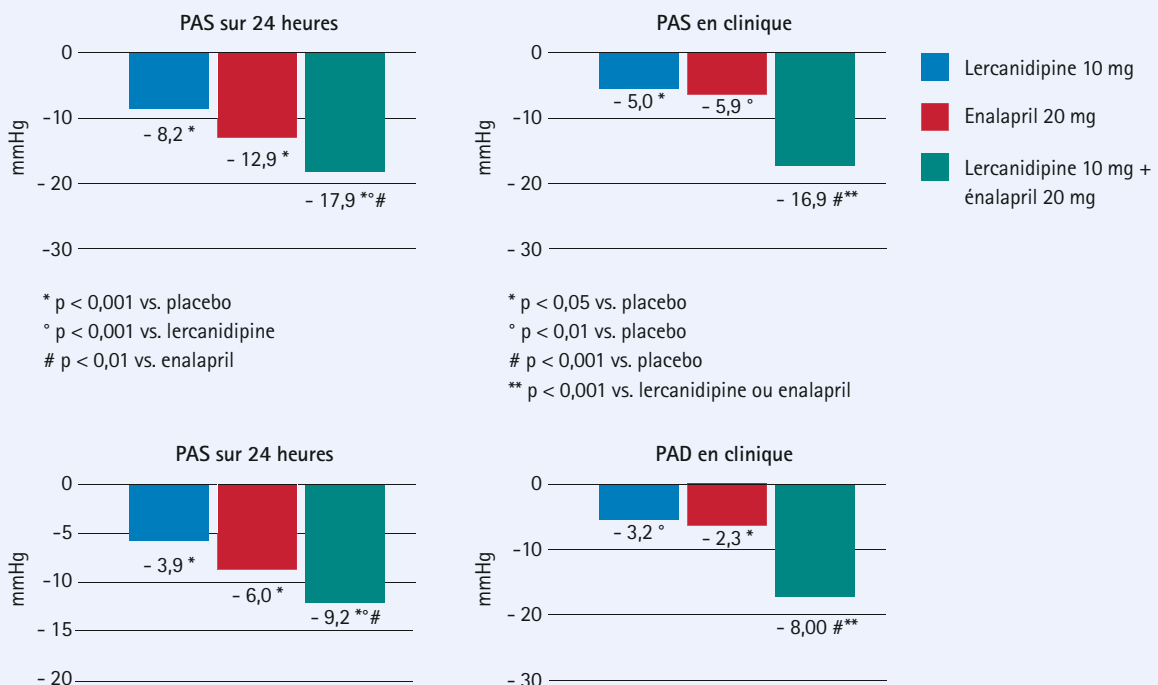 PAS sur 24 heures
0
-10
- 20
-30
mmHg
- 8,2 *
- 12,9 *
- 17,9 *°#
* p < 0,001 vs. placebo
° p < 0,001 vs. lercanidipine
# p < 0,01 vs. enalapril
PAS en clinique
0
-10
- 20
- 30
mmHg
- 5,0 *
- 5,9 °
- 16,9 #**
* p < 0,05 vs. placebo
° p < 0,01 vs. placebo
# p < 0,001 vs. placebo
** p < 0,001 vs. lercanidipine ou enalapril
Lercanidipine 10 mg
Enalapril 20 mg
Lercanidipine 10 mg +
énalapril 20 mg
PAS sur 24 heures
0
-5
-10
- 15
- 20
mmHg
- 3,9 *
- 6,0 *
- 9,2 *°#
PAD en clinique
0
-10
- 20
- 30
mmHg
- 3,2 °
- 2,3 *
- 8,00 #**